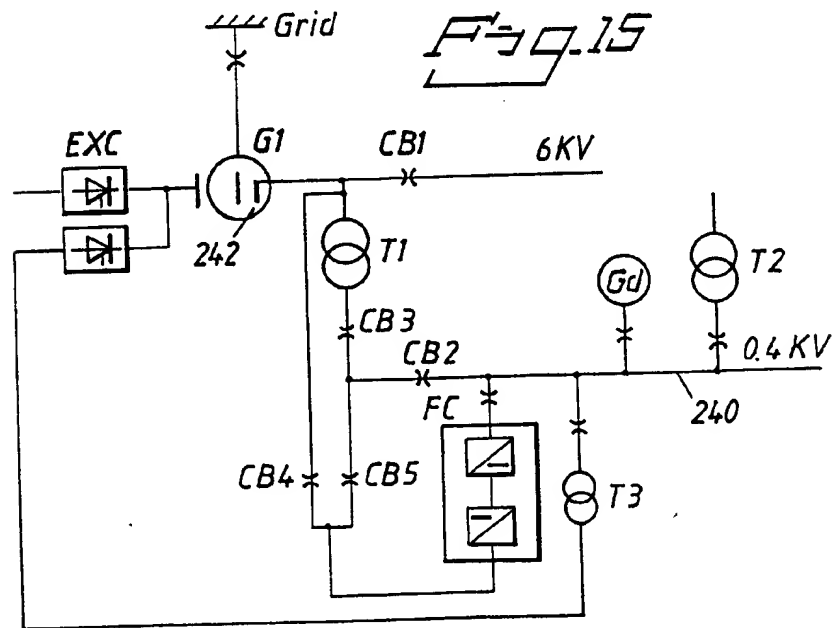 Grid
Fig.15
EXC
G1
CB1
6KV
242
T1
Gd
T2
CB3
CB2
0.4 KV
FC
240
CB4
CB5
T3